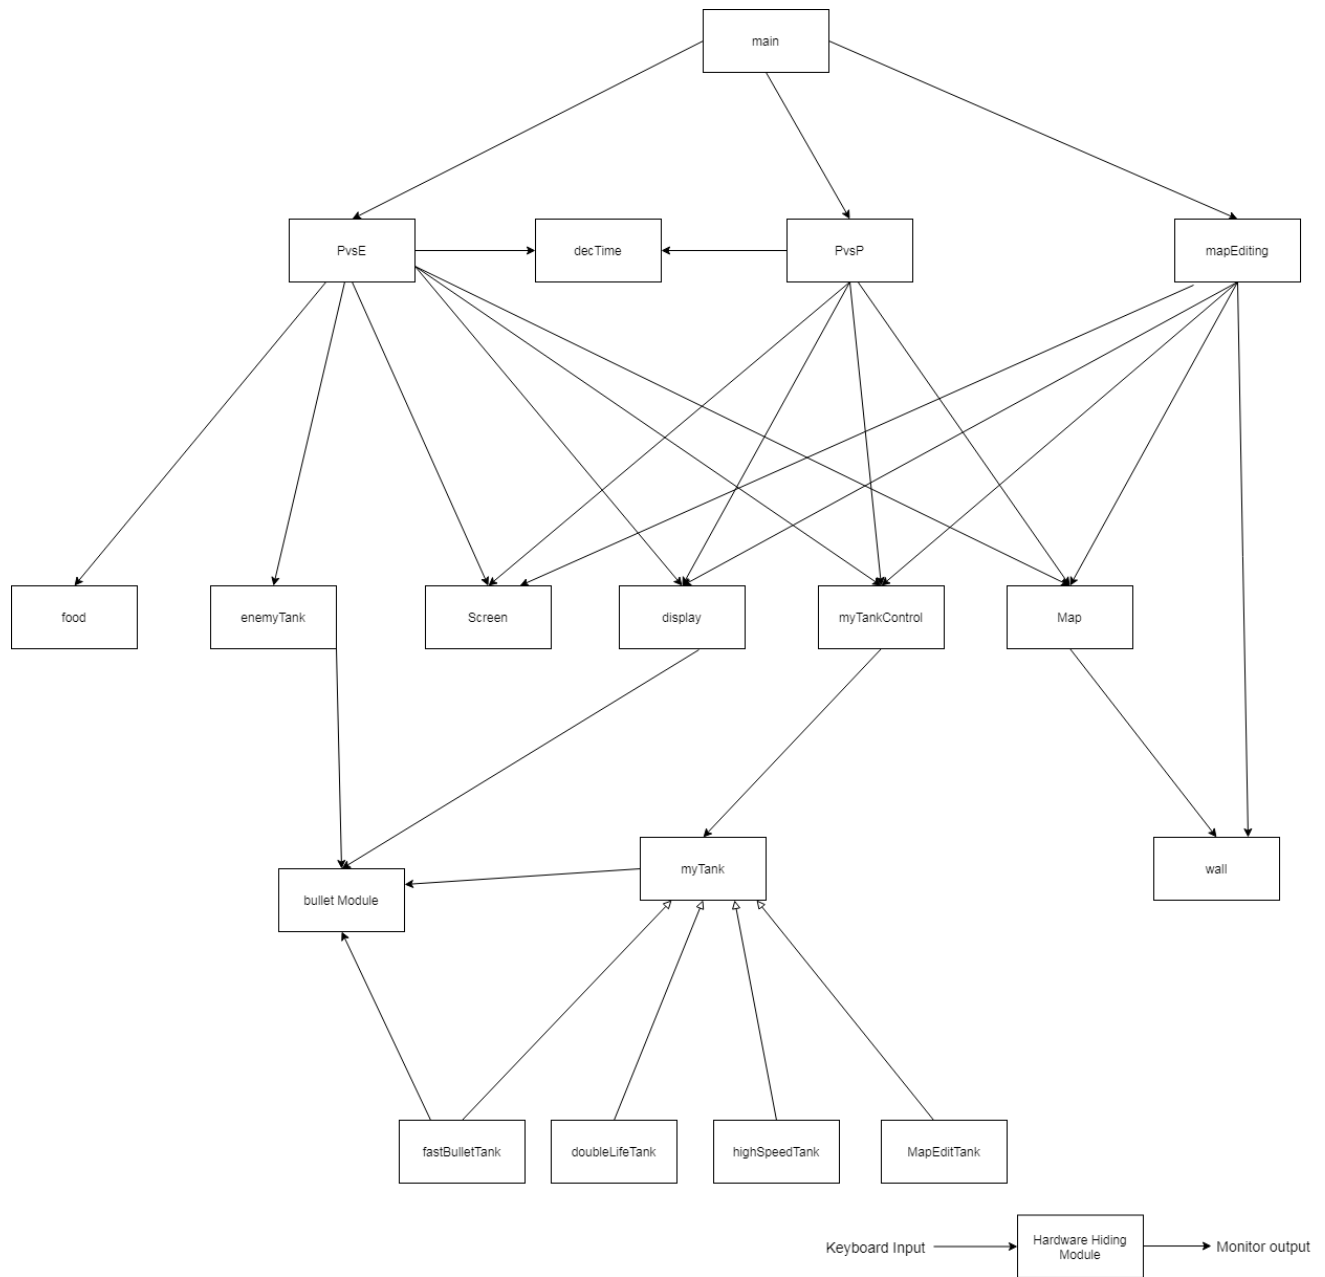 main
PvsE
decTime
PvsP
mapEditing
food
enemyTank
Screen
display
myTankControl
Map
bullet Module
myTank
wall
fastBulletTank
doubleLifeTank
highSpeedTank
MapEditTank
Keyboard Input
Hardware Hiding
Module
Monitor output